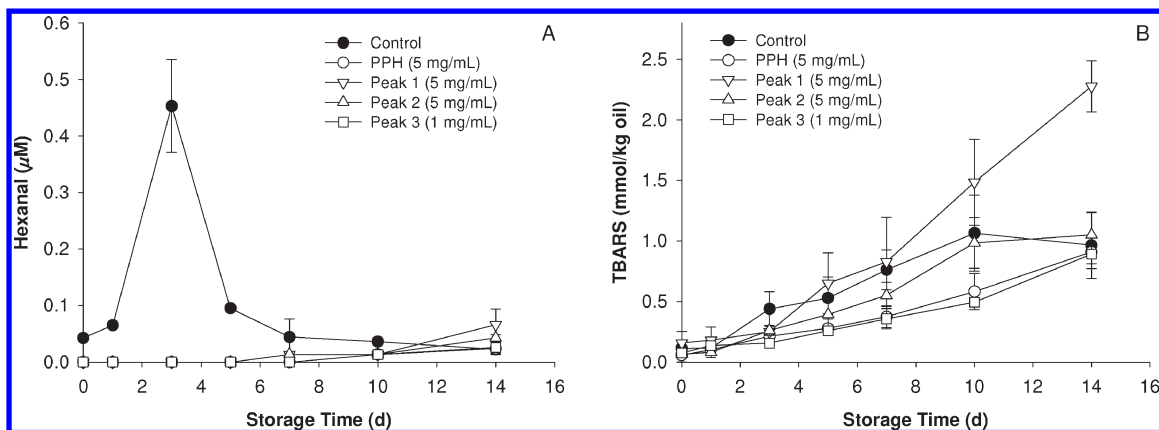 A
Control
PPH (5 mg/mL)
Peak 1 (5 mg/mL)
Peak 2 (5 mg/mL)
Peak 3 (1 mg/mL)
0.6
0.5
0.4
0.3
0.2
0.1
0.0
Hexanal (μM)
0 2 4 6 8 10 12 14 16
Storage Time (d)
B
Control
PPH (5 mg/mL)
Peak 1 (5 mg/mL)
Peak 2 (5 mg/mL)
Peak 3 (1 mg/mL)
2.5
2.0
1.5
1.0
0.5
0.0
TBARS (mmol/kg oil)
0 2 4 6 8 10 12 14 16
Storage Time (d)